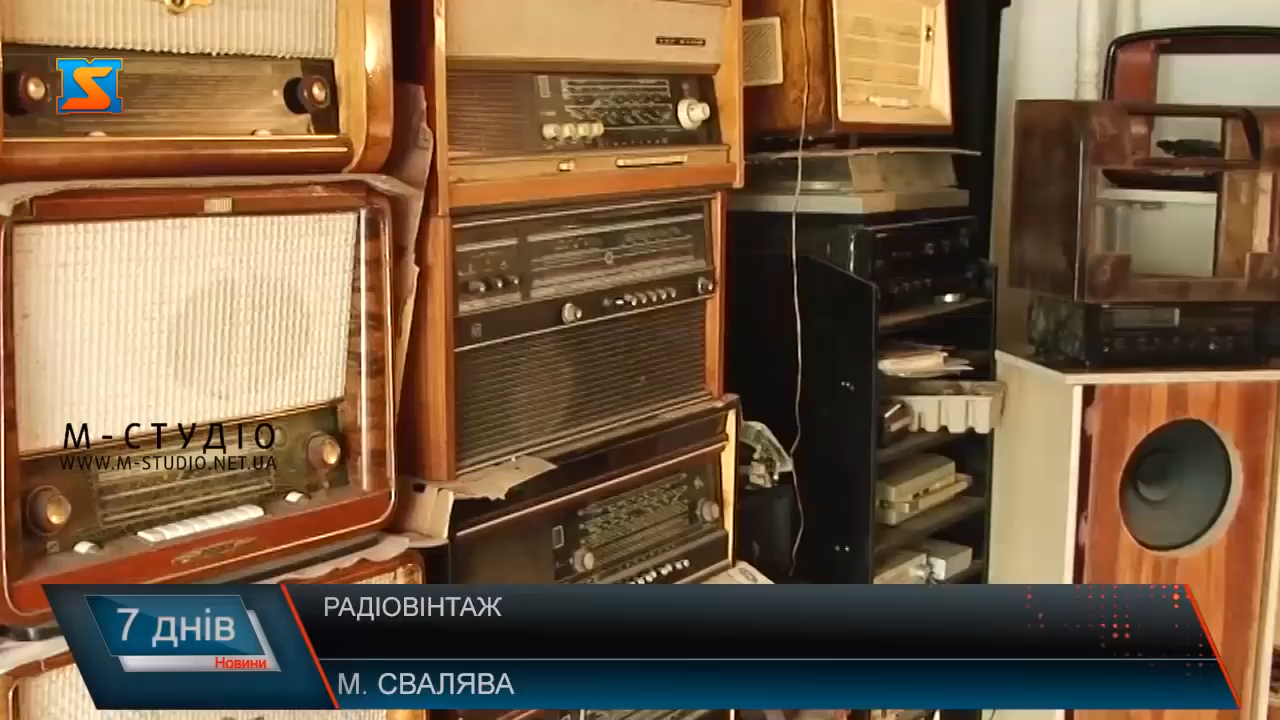 М-СТУДІО
WWW.M-STUDIO.NET.UA
7 днів
Новини
РАДІОВІНТАЖ
М. СВАЛЯВА